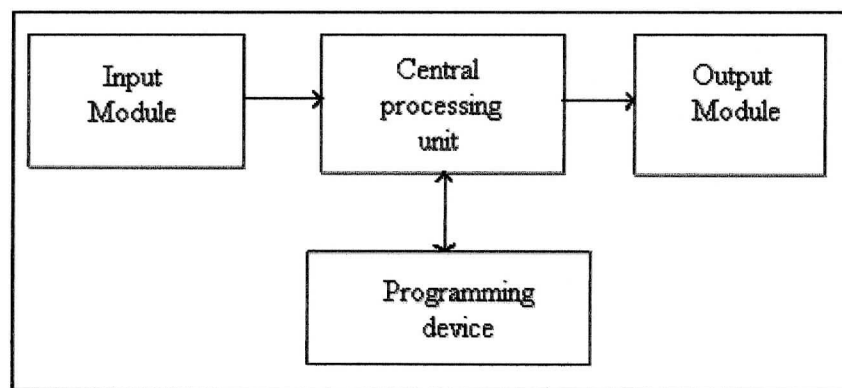 Input
Module
Central
processing
unit
Output
Module
Programming
device